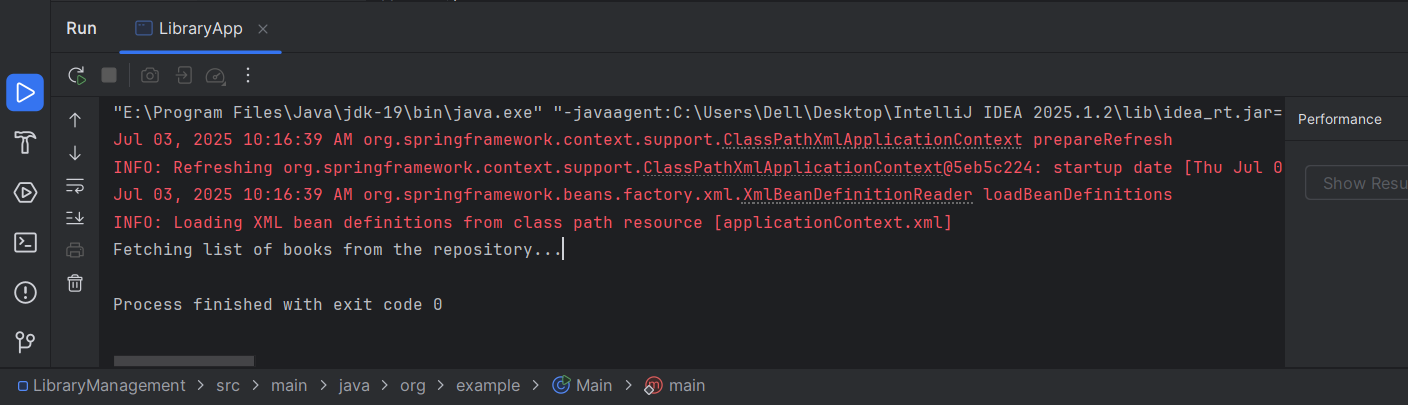 Run LibraryApp
"E:\Program Files\Java\jdk-19\bin\java.exe" "-javaagent:C:\Users\Dell\Desktop\IntelliJ IDEA 2025.1.2\lib\idea_rt.jar=
Performance
Jul 03, 2025 10:16:39 AM org.springframework.context.support.ClassPathXmlApplicationContext prepareRefresh
INFO: Refreshing org.springframework.context.support.ClassPathXmlApplicationContext@5eb5c224: startup date [Thu Jul 0
Show Resu
Jul 03, 2025 10:16:39 AM org.springframework.beans.factory.xml.XmlBeanDefinitionReader loadBeanDefinitions
INFO: Loading XML bean definitions from class path resource [applicationContext.xml]
Fetching list of books from the repository...
Process finished with exit code 0
LibraryManagement > src > main > java > org > example > Main > main